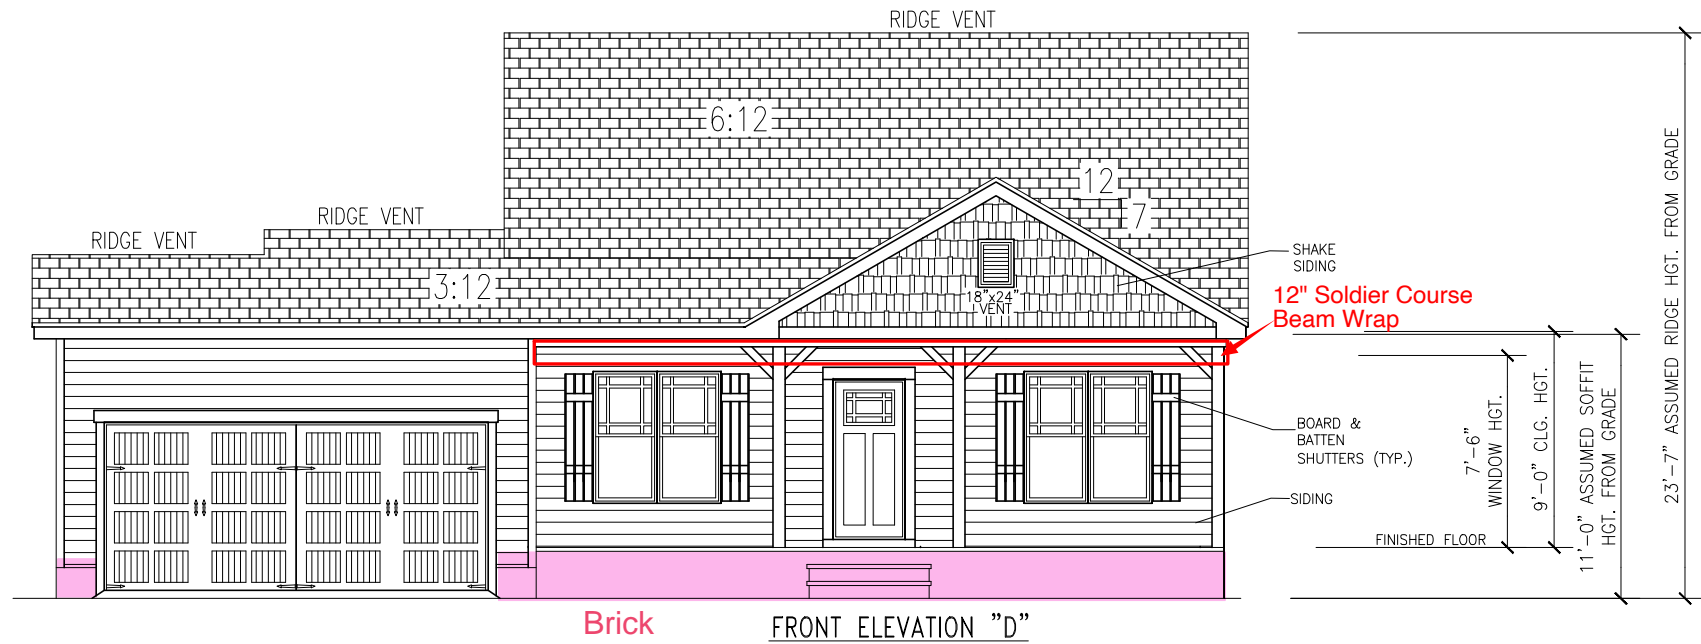 RIDGE VENT
6:12
12
7
RIDGE VENT
RIDGE VENT
3:12
SHAKE
SIDING
18"x24"
VENT
12" Soldier Course
Beam Wrap
BOARD &
BATTEN
SHUTTERS (TYP.)
SIDING
FINISHED FLOOR
7'-6"
WINDOW HGT.
9'-0" CLG. HGT.
11'-0" ASSUMED SOFFIT
HGT. FROM GRADE
23'-7" ASSUMED RIDGE HGT. FROM GRADE
Brick
FRONT ELEVATION "D"